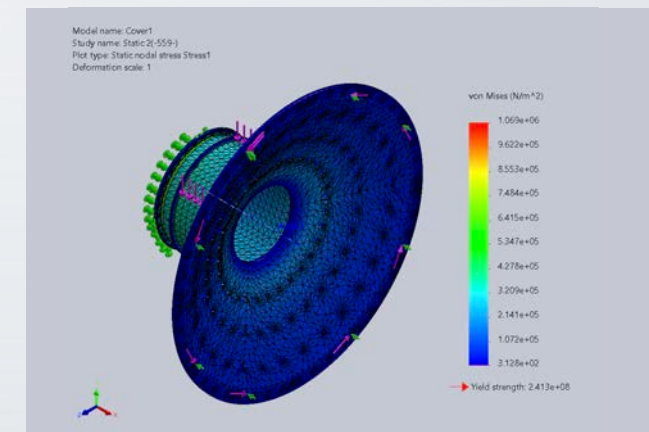 Model name: Cover1
Study name: Static 2(-559-)
Plot type: Static nodal stress Stress1
Deformation scale: 1
von Mises (N/m^2)
1.069e+06
9.622e+05
8.553e+05
7.484e+05
6.415e+05
5.347e+05
4.278e+05
3.209e+05
2.141e+05
1.072e+05
3.128e+02
Yield strength: 2.413e+08